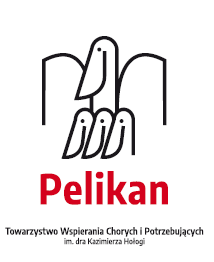 Pelikan
Towarzystwo Wspierania Chorych i Potrzebujących
im. dra Kazimierza Hołogi